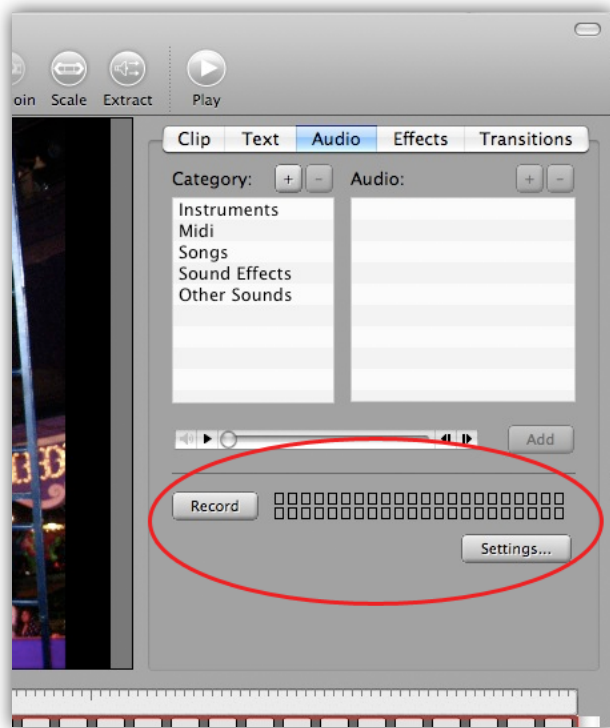 oin Scale Extract Play
Clip Text Audio Effects Transitions
Category: + - Audio: + -
Instruments
Midi
Songs
Sound Effects
Other Sounds
Add
Record
Settings...